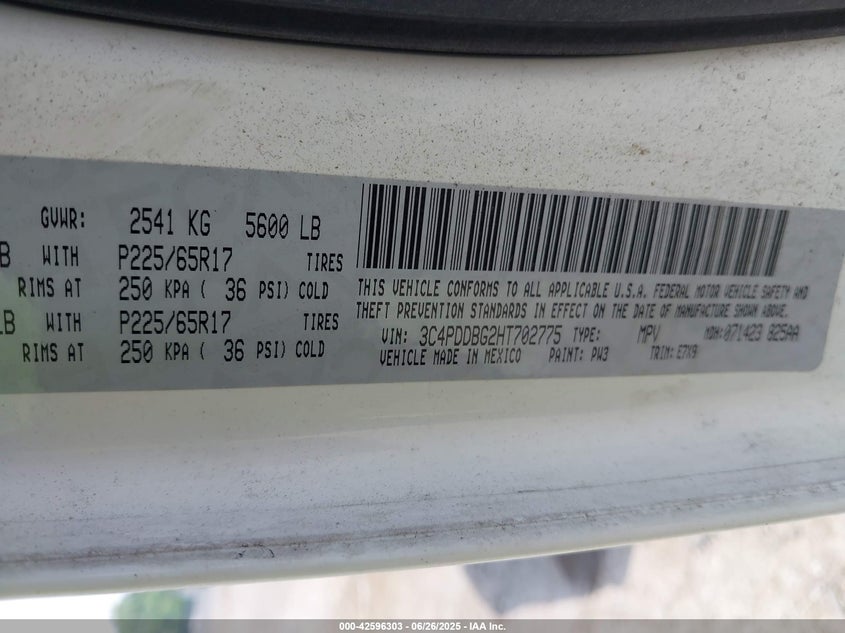 GVWR: 2541 KG 5600 LB
B WITH P225/65R17 TIRES
RIMS AT 250 KPA ( 36 PSI) COLD
LB WITH P225/65R17 TIRES
RIMS AT 250 KPA ( 36 PSI) COLD
THIS VEHICLE CONFORMS TO ALL APPLICABLE U.S.A. FEDERAL MOTOR VEHICLE SAFETY AND
THEFT PREVENTION STANDARDS IN EFFECT ON THE DATE OF MANUFACTURE SHOWN ABOVE.
VIN: 3C4PDDBG2HT702775 TYPE: MPV MDH:071423 825AA
VEHICLE MADE IN MEXICO PAINT: PW3 TRIM: E7X9
000-42596303 / 06/26/2025 - IAA Inc.